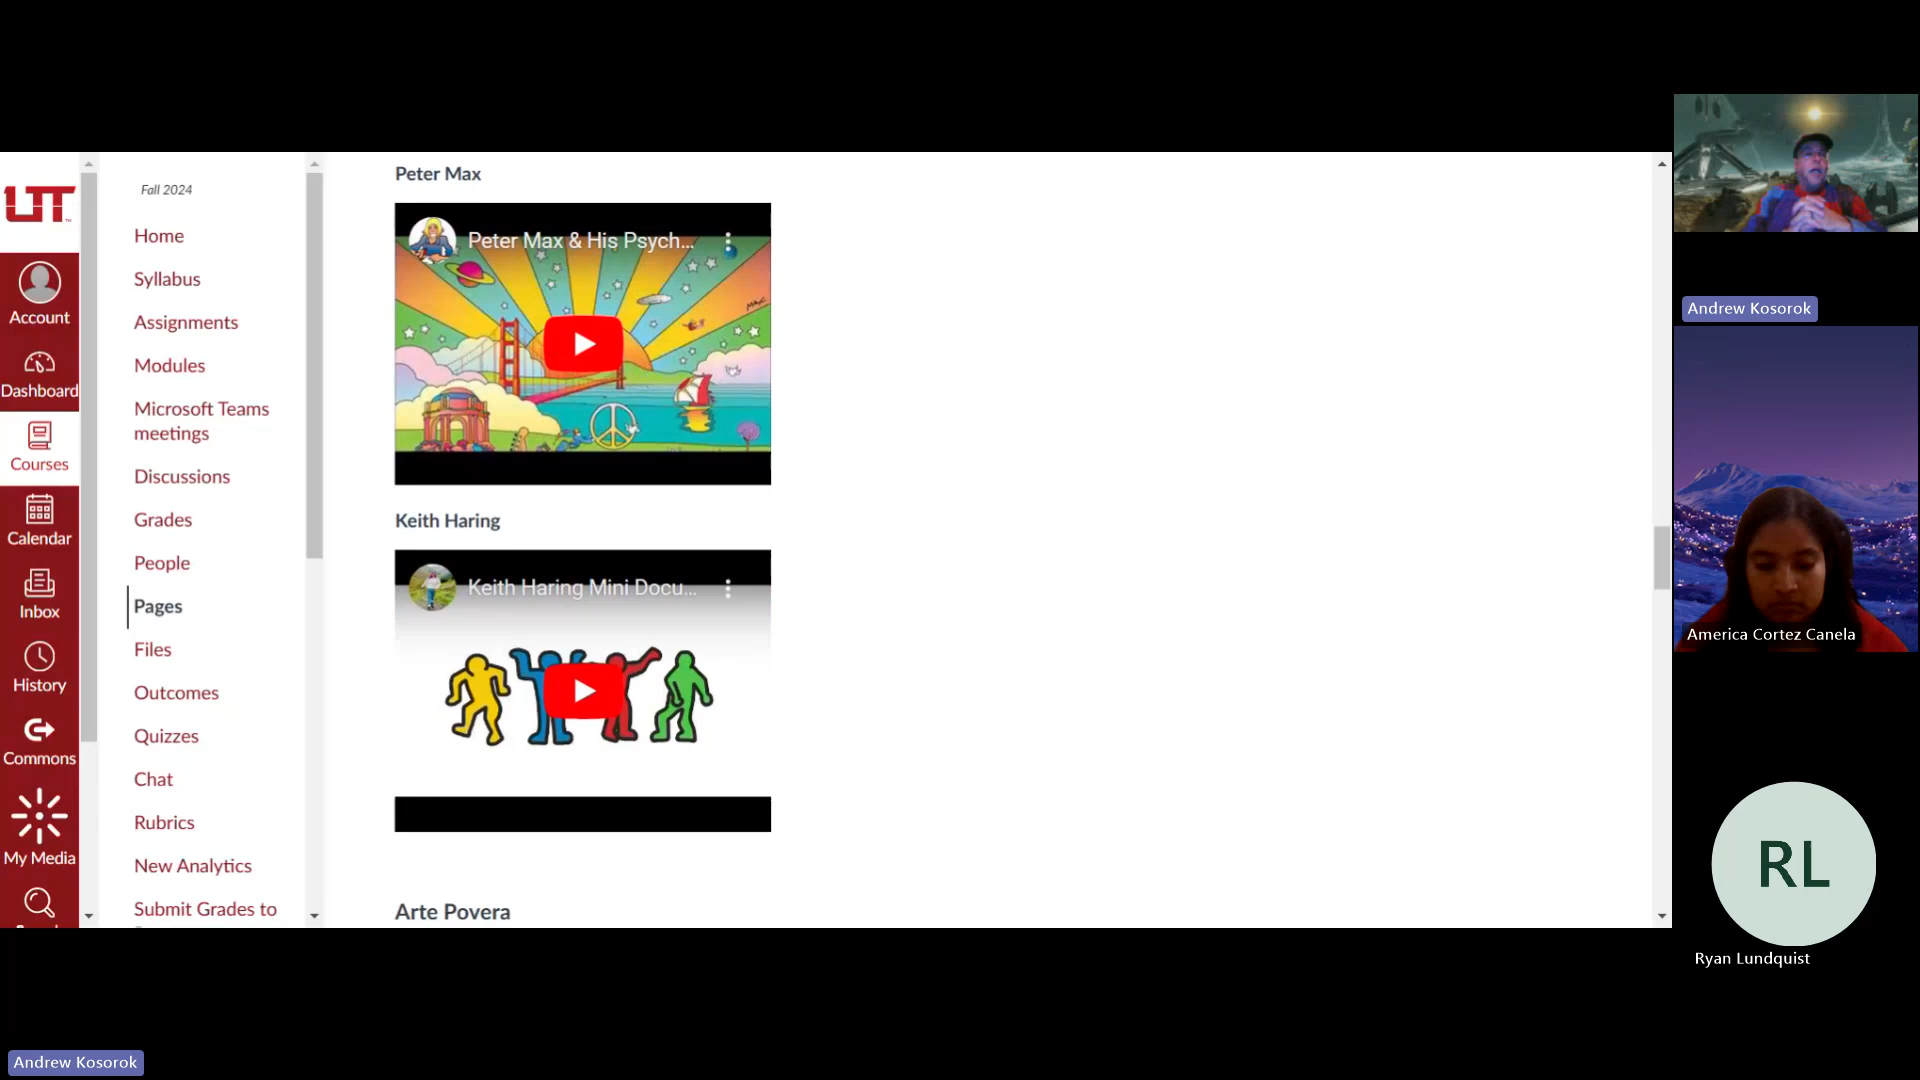 UT
Account
Dashboard
Courses
Calendar
Inbox
History
Commons
My Media
Fall 2024
Home
Syllabus
Assignments
Modules
Microsoft Teams
meetings
Discussions
Grades
People
Pages
Files
Outcomes
Quizzes
Chat
Rubrics
New Analytics
Submit Grades to
Peter Max
Peter Max & His Psych...
MAX
Keith Haring
Keith Haring Mini Docu...
Arte Povera
Andrew Kosorok
America Cortez Canela
RL
Ryan Lundquist
Andrew Kosorok